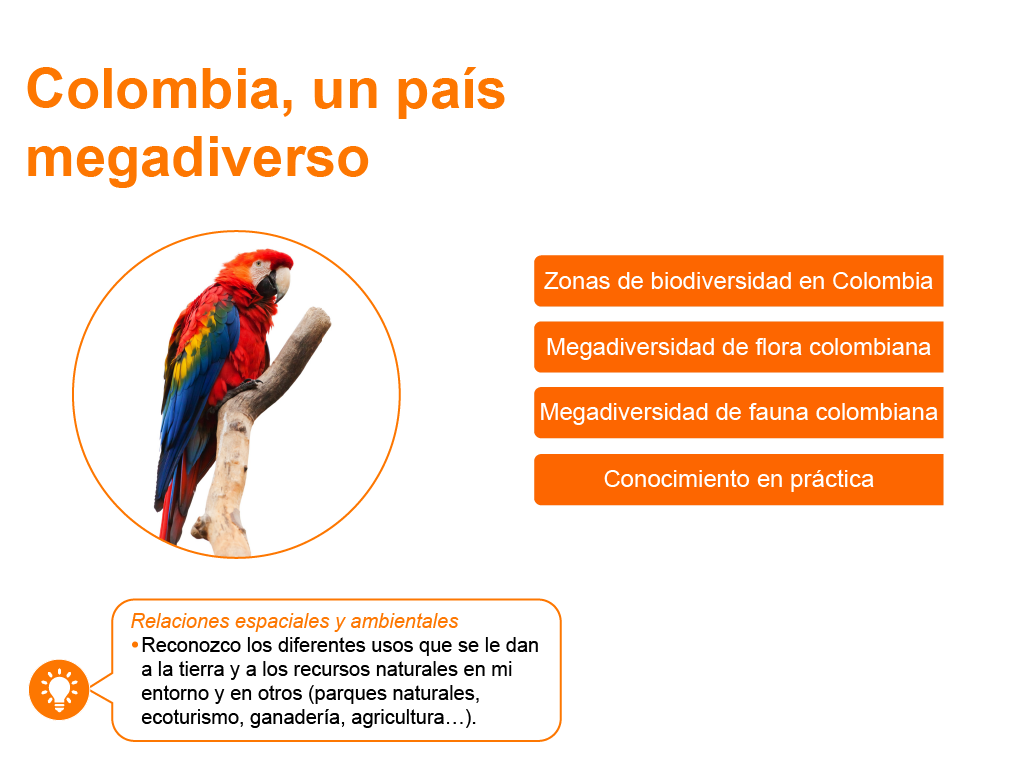 Colombia, un país
megadiverso
Zonas de biodiversidad en Colombia
Megadiversidad de flora colombiana
Megadiversidad de fauna colombiana
Conocimiento en práctica
Relaciones espaciales y ambientales
•Reconozco los diferentes usos que se le dan
a la tierra y a los recursos naturales en mi
entorno y en otros (parques naturales,
ecoturismo, ganadería, agricultura…).